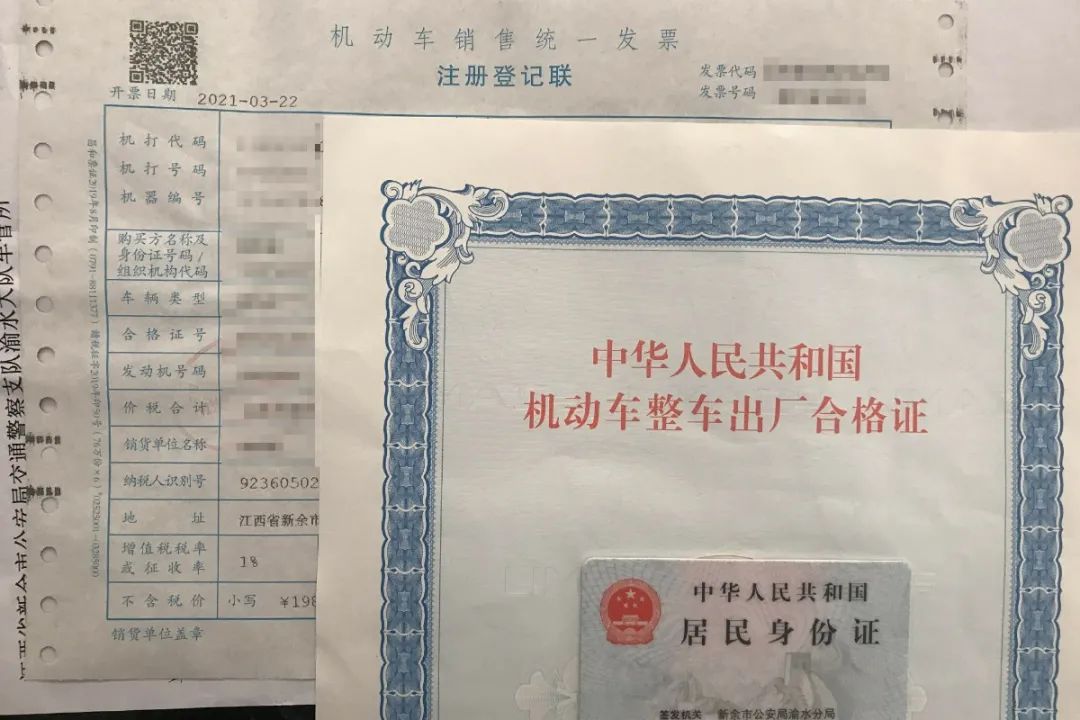 机动车销售统一发票
注册登记联
发票代码
发票号码
开票日期 2021-03-22
机打代码
机打号码
机器编号
购买方名称及
身份证号码/
组织机构代码
车辆类型
合格证号
发动机号码
价税合计
销货单位名称
纳税人识别号 92360502
地址 江西省新余市
增值税税率
或征收率 1%
不含税价 小写 ¥198
销货单位盖章
中华人民共和国
机动车整车出厂合格证
中华人民共和国
居民身份证
签发机关 新余市公安局渝水分局